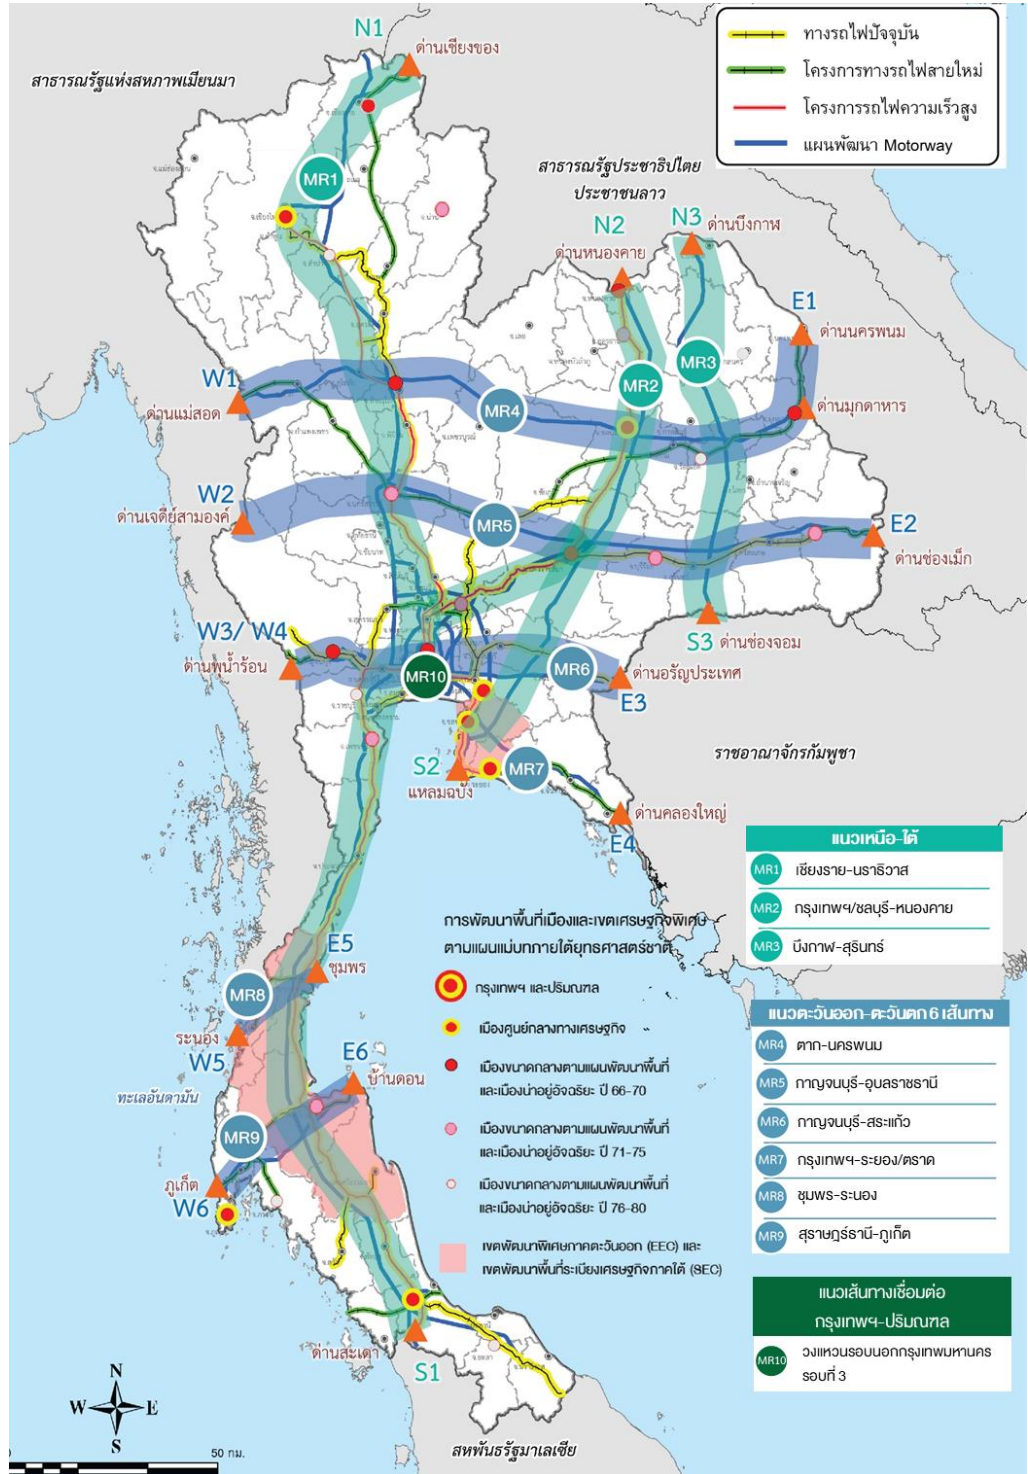 N1
ด่านเชียงของ
สาธารณรัฐแห่งสหภาพเมียนมา
ทางรถไฟปัจจุบัน
โครงการทางรถไฟสายใหม่
โครงการรถไฟความเร็วสูง
แผนพัฒนา Motorway
สาธารณรัฐประชาธิปไตย
ประชาชนลาว
MR1
N2
N3
ด่านบึงกาฬ
ด่านหนองคาย
E1
ด่านนครพนม
MR3
MR2
W1
ด่านแม่สอด
MR4
ด่านมุกดาหาร
W2
ด่านเจดีย์สามองค์
MR5
E2
ด่านช่องเม็ก
W3/ W4
ด่านพุน้ำร้อน
S3 ด่านช่องจอม
MR10
MR6
ด่านอรัญประเทศ
E3
S2
แหลมฉบัง
MR7
ราชอาณาจักรกัมพูชา
ด่านคลองใหญ่
E4
แนวเหนือ-ใต้
MR1 เชียงราย-นราธิวาส
MR2 กรุงเทพฯ/ชลบุรี-หนองคาย
MR3 บึงกาฬ-สุรินทร์
การพัฒนาพื้นที่เมืองและเขตเศรษฐกิจพิเศษ
ตามแผนแม่บทภายใต้ยุทธศาสตร์ชาติ
กรุงเทพฯ และปริมณฑล
เมืองศูนย์กลางทางเศรษฐกิจ
เมืองขนาดกลางตามแผนพัฒนาพื้นที่
และเมืองน่าอยู่อัจฉริยะ ปี 66-70
เมืองขนาดกลางตามแผนพัฒนาพื้นที่
และเมืองน่าอยู่อัจฉริยะ ปี 71-75
เมืองขนาดกลางตามแผนพัฒนาพื้นที่
และเมืองน่าอยู่อัจฉริยะ ปี 76-80
เขตพัฒนาพิเศษภาคตะวันออก (EEC) และ
เขตพัฒนาพื้นที่ระเบียงเศรษฐกิจภาคใต้ (SEC)
E5
ชุมพร
MR8
ระนอง
W5
E6
บ้านดอน
ทะเลอันดามัน
MR9
ภูเก็ต
W6
แนวตะวันออก-ตะวันตก 6 เส้นทาง
MR4 ตาก-นครพนม
MR5 กาญจนบุรี-อุบลราชธานี
MR6 กาญจนบุรี-สระแก้ว
MR7 กรุงเทพฯ-ระยอง/ตราด
MR8 ชุมพร-ระนอง
MR9 สุราษฎร์ธานี-ภูเก็ต
แนวเส้นทางเชื่อมต่อ
กรุงเทพฯ-ปริมณฑล
MR10 วงแหวนรอบนอกกรุงเทพมหานคร
รอบที่ 3
ด่านสะเดา
S1
N
W E
S
50 กม.
สหพันธรัฐมาเลเซีย